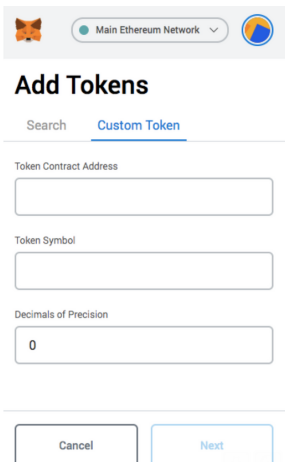 Main Ethereum Network
Add Tokens
Search Custom Token
Token Contract Address
Token Symbol
Decimals of Precision
0
Cancel Next